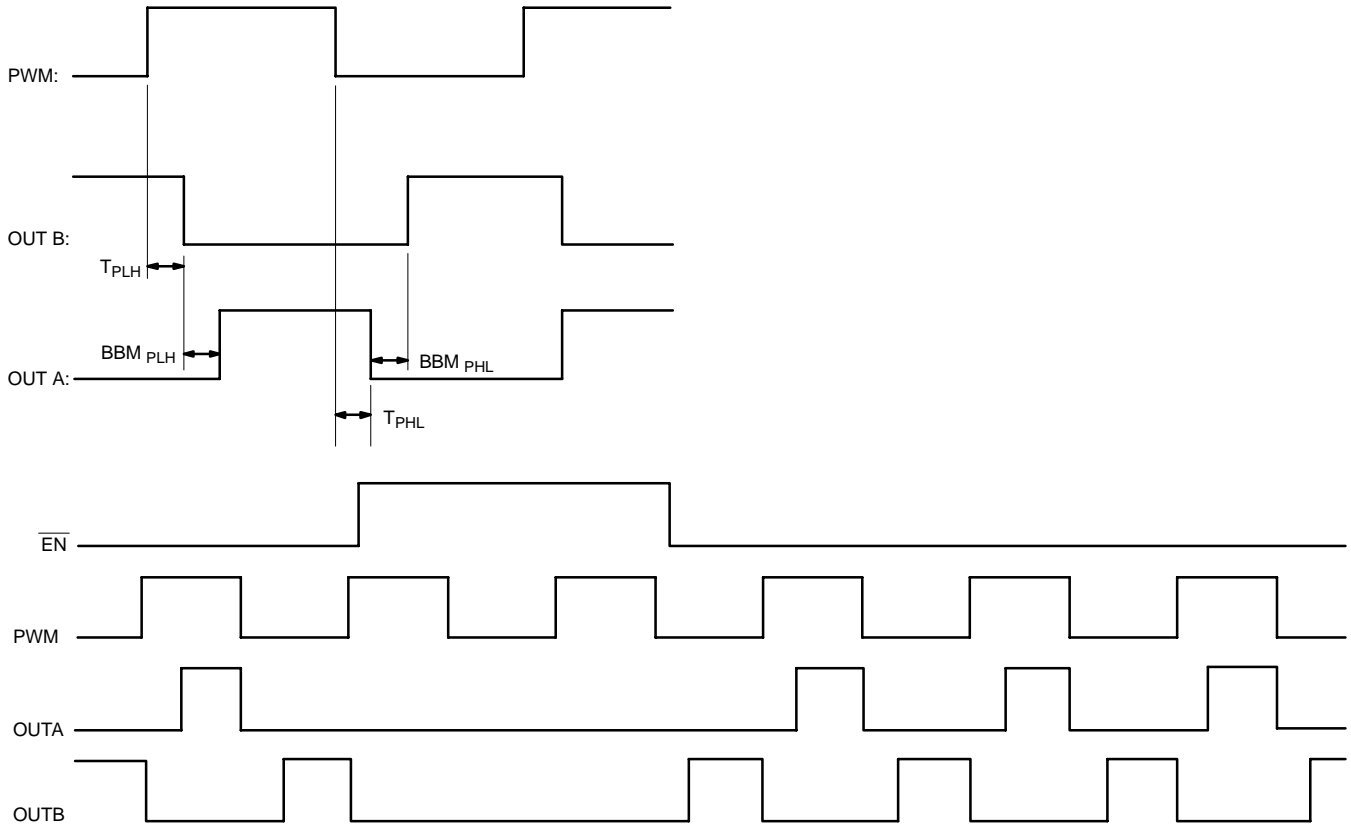 PWM:
OUT B:
TPLH
BBM PLH
BBM PHL
OUT A:
TPHL
EN
PWM
OUTA
OUTB